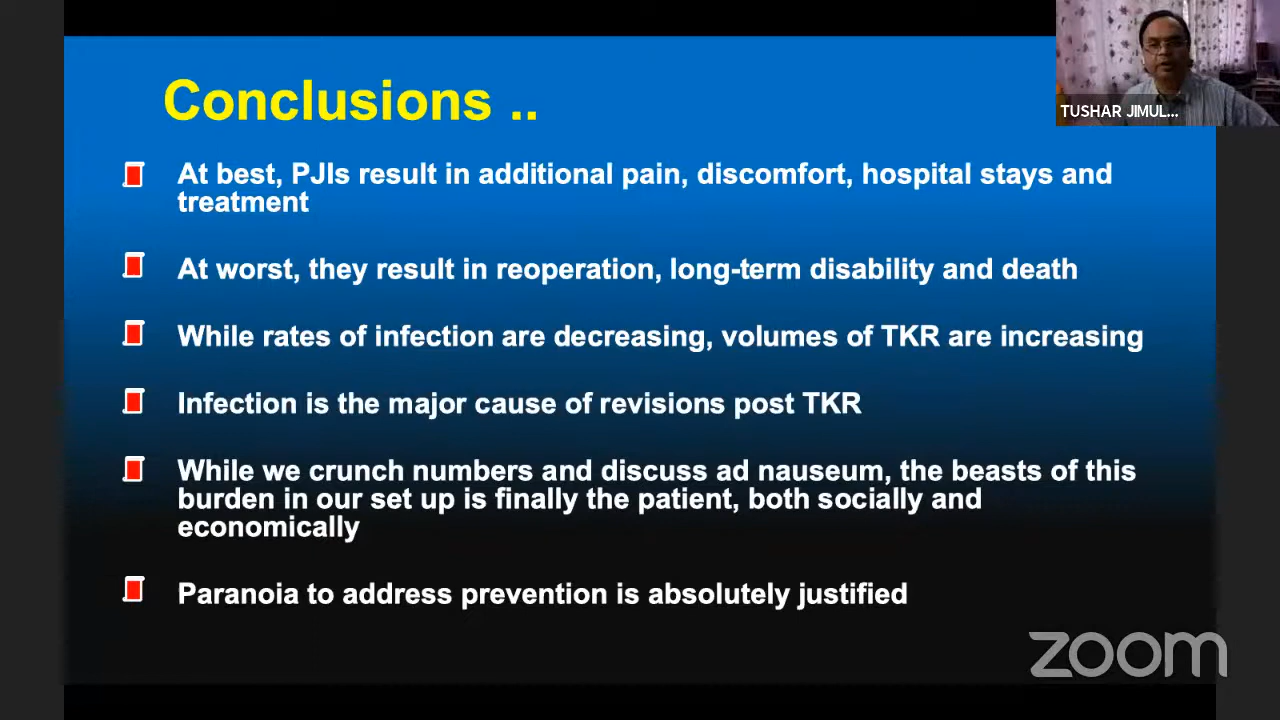 Conclusions ..
TUSHAR JIMUL...
At best, PJIs result in additional pain, discomfort, hospital stays and
treatment
At worst, they result in reoperation, long-term disability and death
While rates of infection are decreasing, volumes of TKR are increasing
Infection is the major cause of revisions post TKR
While we crunch numbers and discuss ad nauseum, the beasts of this
burden in our set up is finally the patient, both socially and
economically
Paranoia to address prevention is absolutely justified
zoom